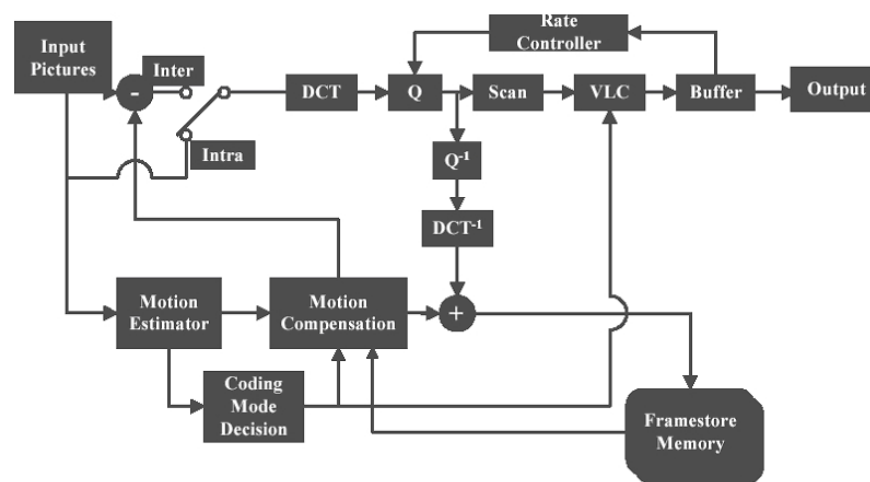 Input
Pictures
Rate
Controller
-
Inter
DCT
Q
Scan
VLC
Buffer
Output
Intra
Q-1
DCT-1
Motion
Estimator
Motion
Compensation
+
Coding
Mode
Decision
Framestore
Memory